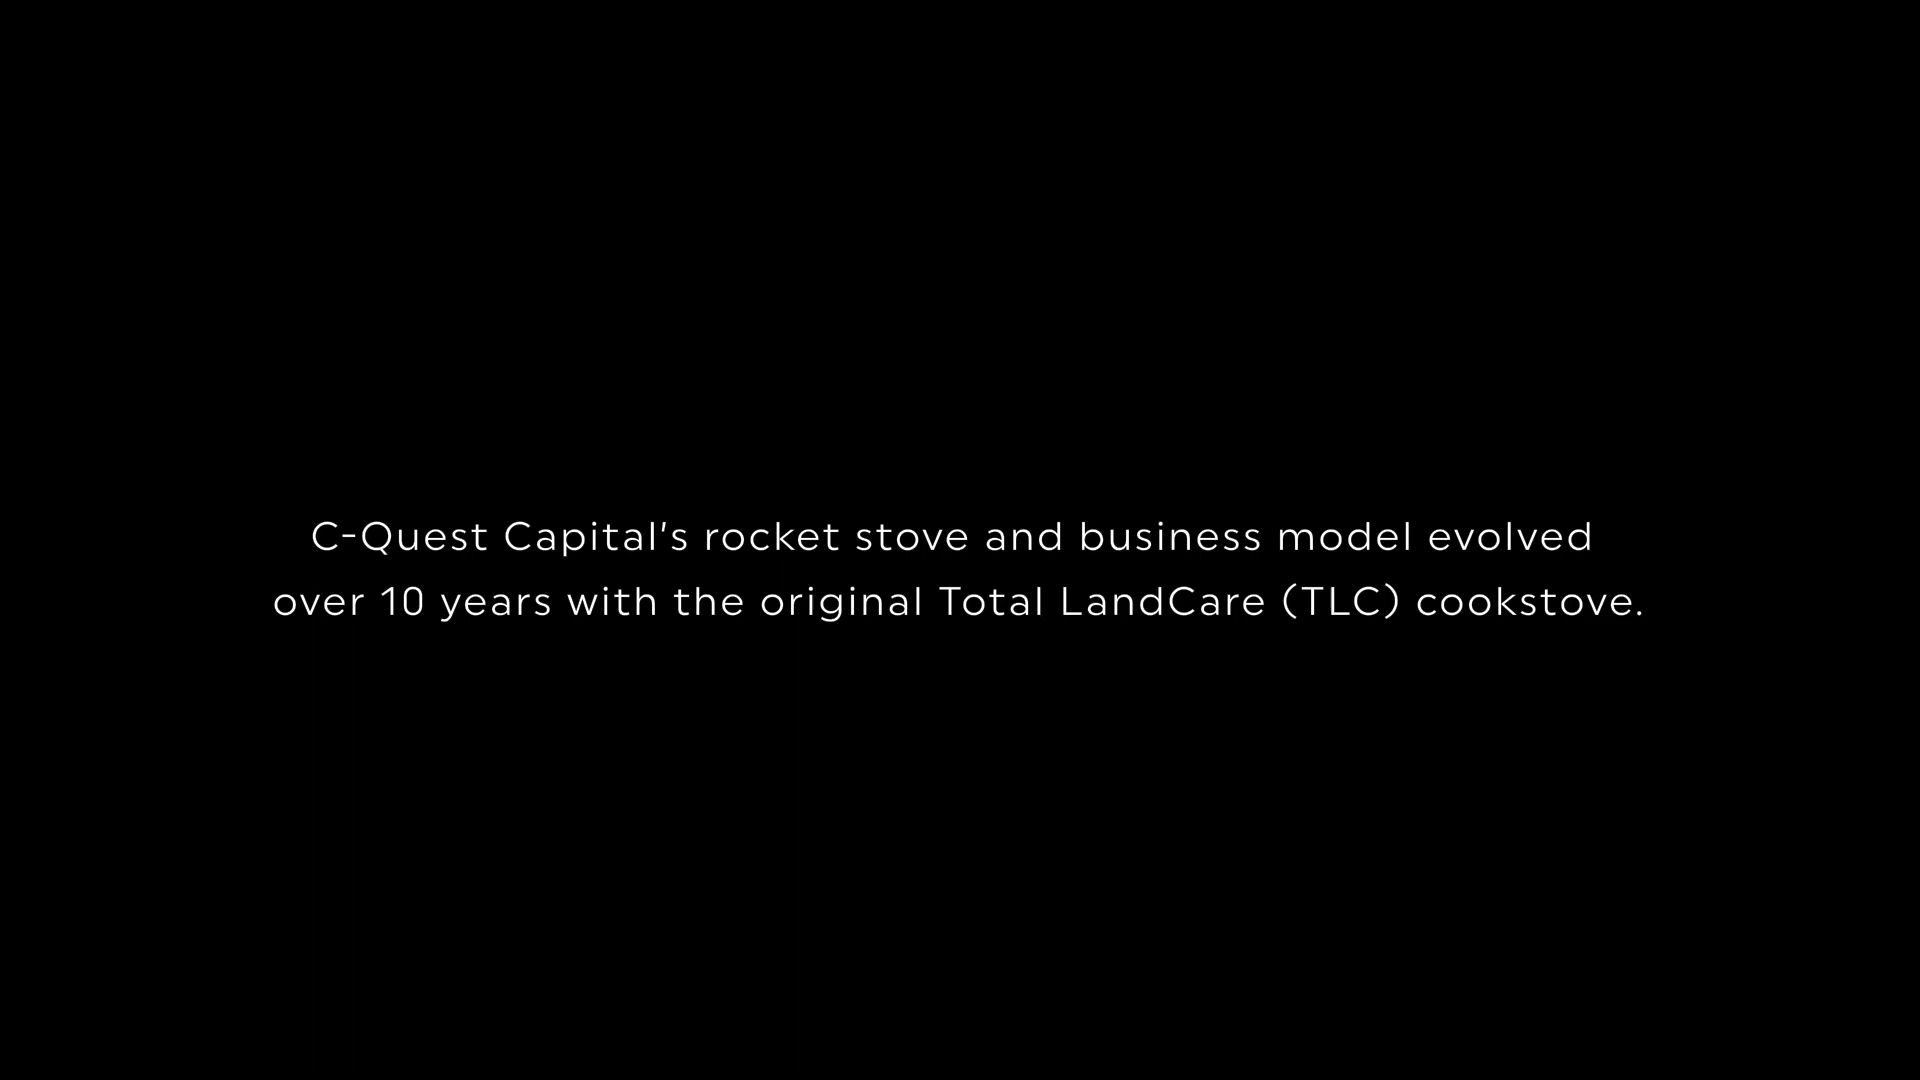 C-Quest Capital's rocket stove and business model evolved
over 10 years with the original Total LandCare (TLC) cookstove.